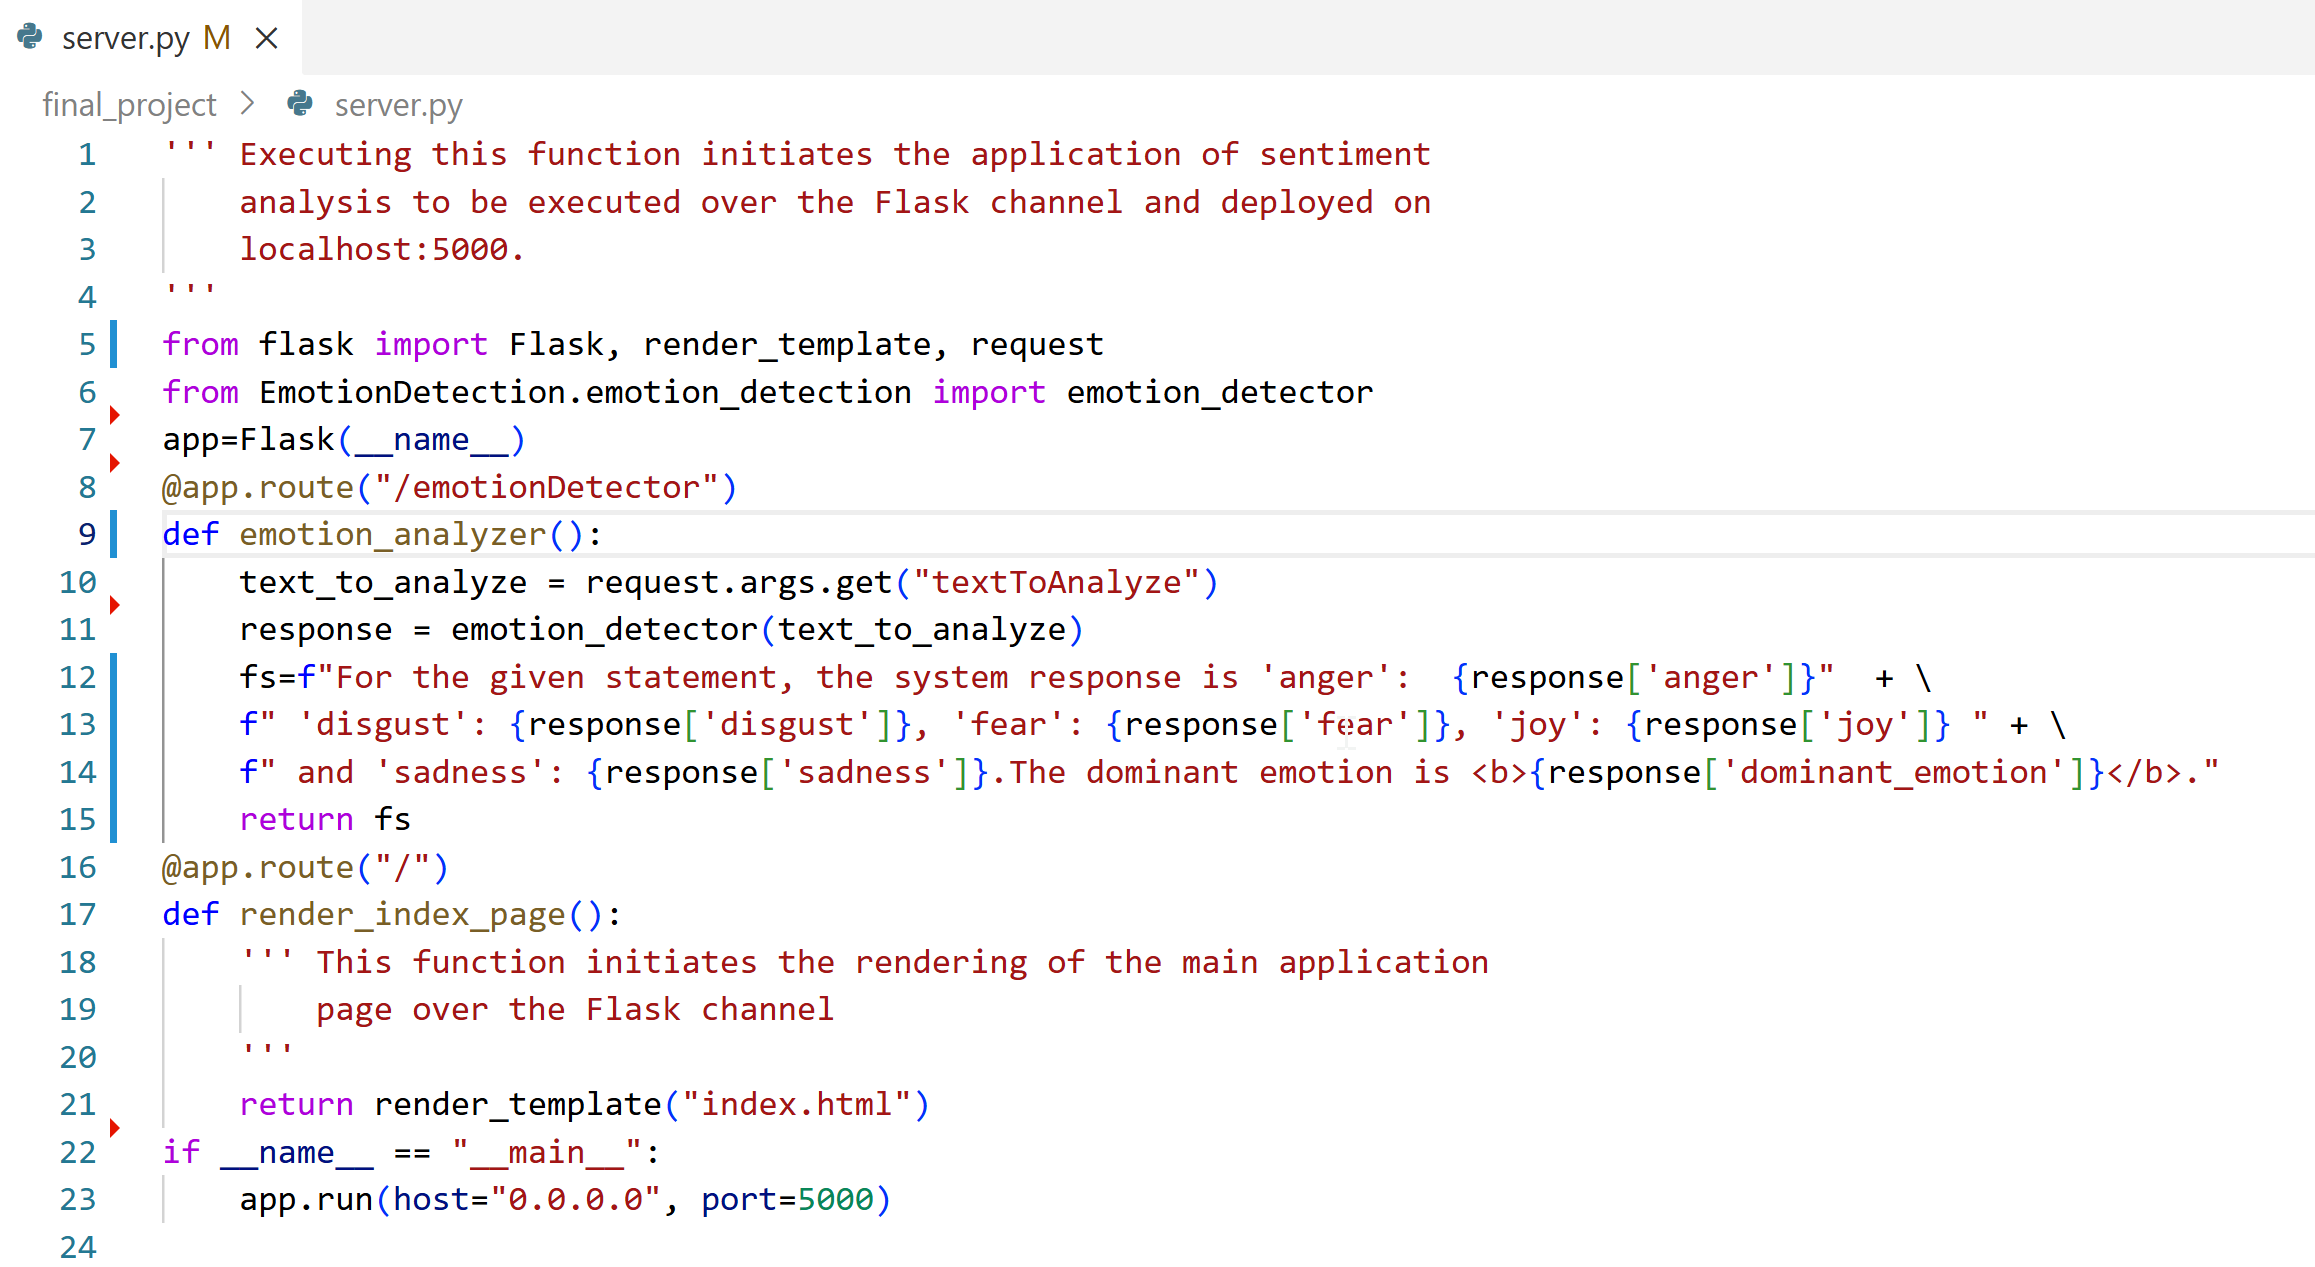 server.py M
final_project > server.py
1 ''' Executing this function initiates the application of sentiment
2     analysis to be executed over the Flask channel and deployed on
3     localhost:5000.
4 '''
5 from flask import Flask, render_template, request
6 from EmotionDetection.emotion_detection import emotion_detector
7 app=Flask(__name__)
8 @app.route("/emotionDetector")
9 def emotion_analyzer():
10     text_to_analyze = request.args.get("textToAnalyze")
11     response = emotion_detector(text_to_analyze)
12     fs=f"For the given statement, the system response is 'anger':  {response['anger']}"  + \
13     f" 'disgust': {response['disgust']}, 'fear': {response['fear']}, 'joy': {response['joy']} " + \
14     f" and 'sadness': {response['sadness']}.The dominant emotion is <b>{response['dominant_emotion']}</b>."
15     return fs
16 @app.route("/")
17 def render_index_page():
18     ''' This function initiates the rendering of the main application
19         page over the Flask channel
20     '''
21     return render_template("index.html")
22 if __name__ == "__main__":
23     app.run(host="0.0.0.0", port=5000)
24